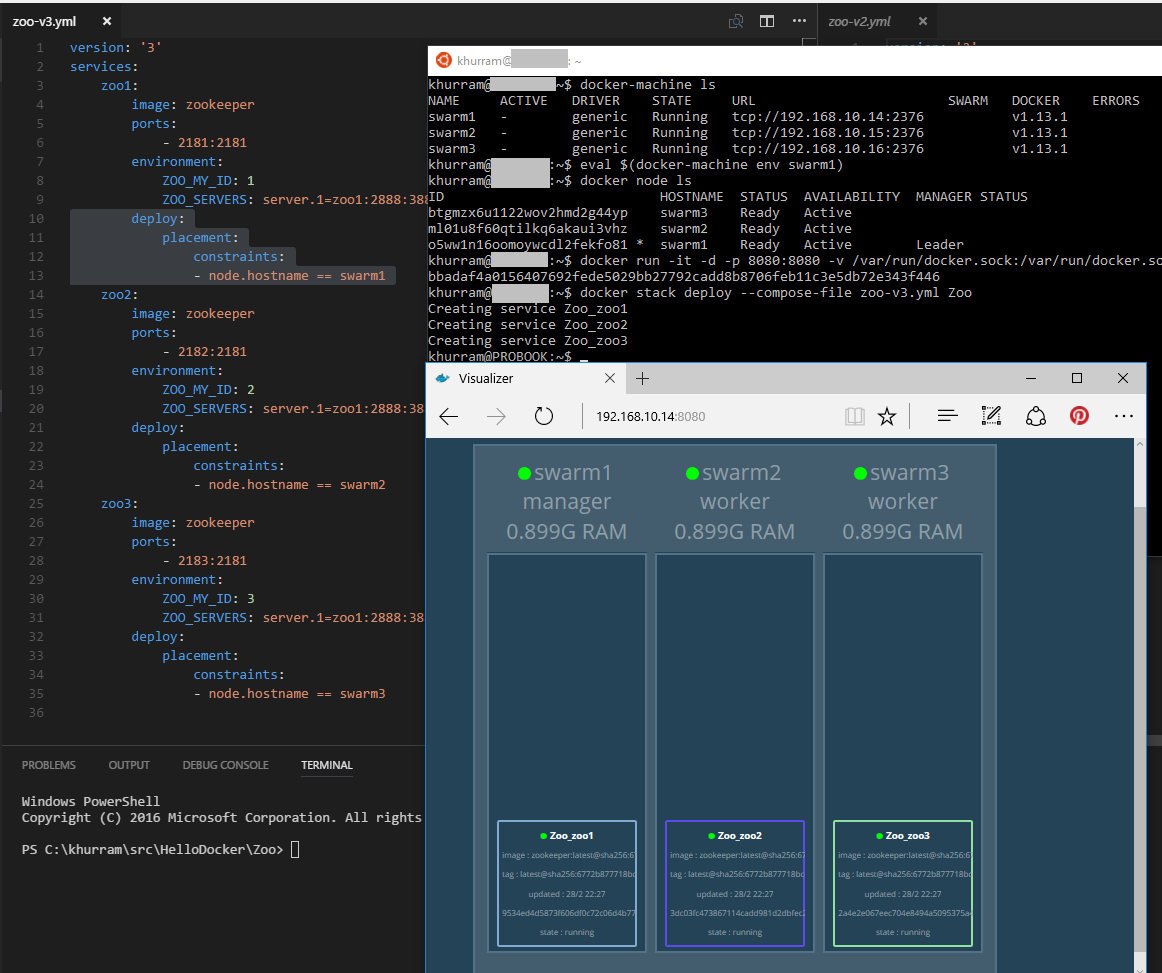 zoo-v3.yml
zoo-v2.yml
1 version: '3'
2 services:
3 zoo1:
4 image: zookeeper
5 ports:
6 - 2181:2181
7 environment:
8 ZOO_MY_ID: 1
9 ZOO_SERVERS: server.1=zoo1:2888:388
10 deploy:
11 placement:
12 constraints:
13 - node.hostname == swarm1
14 zoo2:
15 image: zookeeper
16 ports:
17 - 2182:2181
18 environment:
19 ZOO_MY_ID: 2
20 ZOO_SERVERS: server.1=zoo1:2888:38
21 deploy:
22 placement:
23 constraints:
24 - node.hostname == swarm2
25 zoo3:
26 image: zookeeper
27 ports:
28 - 2183:2181
29 environment:
30 ZOO_MY_ID: 3
31 ZOO_SERVERS: server.1=zoo1:2888:38
32 deploy:
33 placement:
34 constraints:
35 - node.hostname == swarm3
36
PROBLEMS OUTPUT DEBUG CONSOLE TERMINAL
Windows PowerShell
Copyright (C) 2016 Microsoft Corporation. All rights
PS C:\khurram\src\HelloDocker\Zoo>
khurram@ : ~
khurram@ ~$ docker-machine ls
NAME ACTIVE DRIVER STATE URL SWARM DOCKER ERRORS
swarm1 - generic Running tcp://192.168.10.14:2376 v1.13.1
swarm2 - generic Running tcp://192.168.10.15:2376 v1.13.1
swarm3 - generic Running tcp://192.168.10.16:2376 v1.13.1
khurram@ :~$ eval $(docker-machine env swarm1)
khurram@ :~$ docker node ls
ID HOSTNAME STATUS AVAILABILITY MANAGER STATUS
btgmzx6u1122wov2hmd2g44yp swarm3 Ready Active
ml01u8f60qtilkq6akaui3vhz swarm2 Ready Active
o5ww1n16oomoywcdl2fekfo81 * swarm1 Ready Active Leader
khurram@ :~$ docker run -it -d -p 8080:8080 -v /var/run/docker.sock:/var/run/docker.so
bbadaf4a0156407692fede5029bb27792cadd8b8706feb11c3e5db72e343f446
khurram@ :~$ docker stack deploy --compose-file zoo-v3.yml Zoo
Creating service Zoo_zoo1
Creating service Zoo_zoo2
Creating service Zoo_zoo3
khurram@PROBOOK:~$
Visualizer
192.168.10.14:8080
swarm1 swarm2 swarm3
manager worker worker
0.899G RAM 0.899G RAM 0.899G RAM
Zoo_zoo1
image : zookeeper:latest@sha256:67
tag : latest@sha256:6772b877718bd
updated : 28/2 22:27
9534ed4d5873f606df0c72c06d4b77
state : running
Zoo_zoo2
image : zookeeper:latest@sha256:67
tag : latest@sha256:6772b877718bd
updated : 28/2 22:27
3dc03fc473867114cadd981d2dbfec2
state : running
Zoo_zoo3
image : zookeeper:latest@sha256:67
tag : latest@sha256:6772b877718bd
updated : 28/2 22:27
2a4e2e067eec704e8494a5095375a
state : running